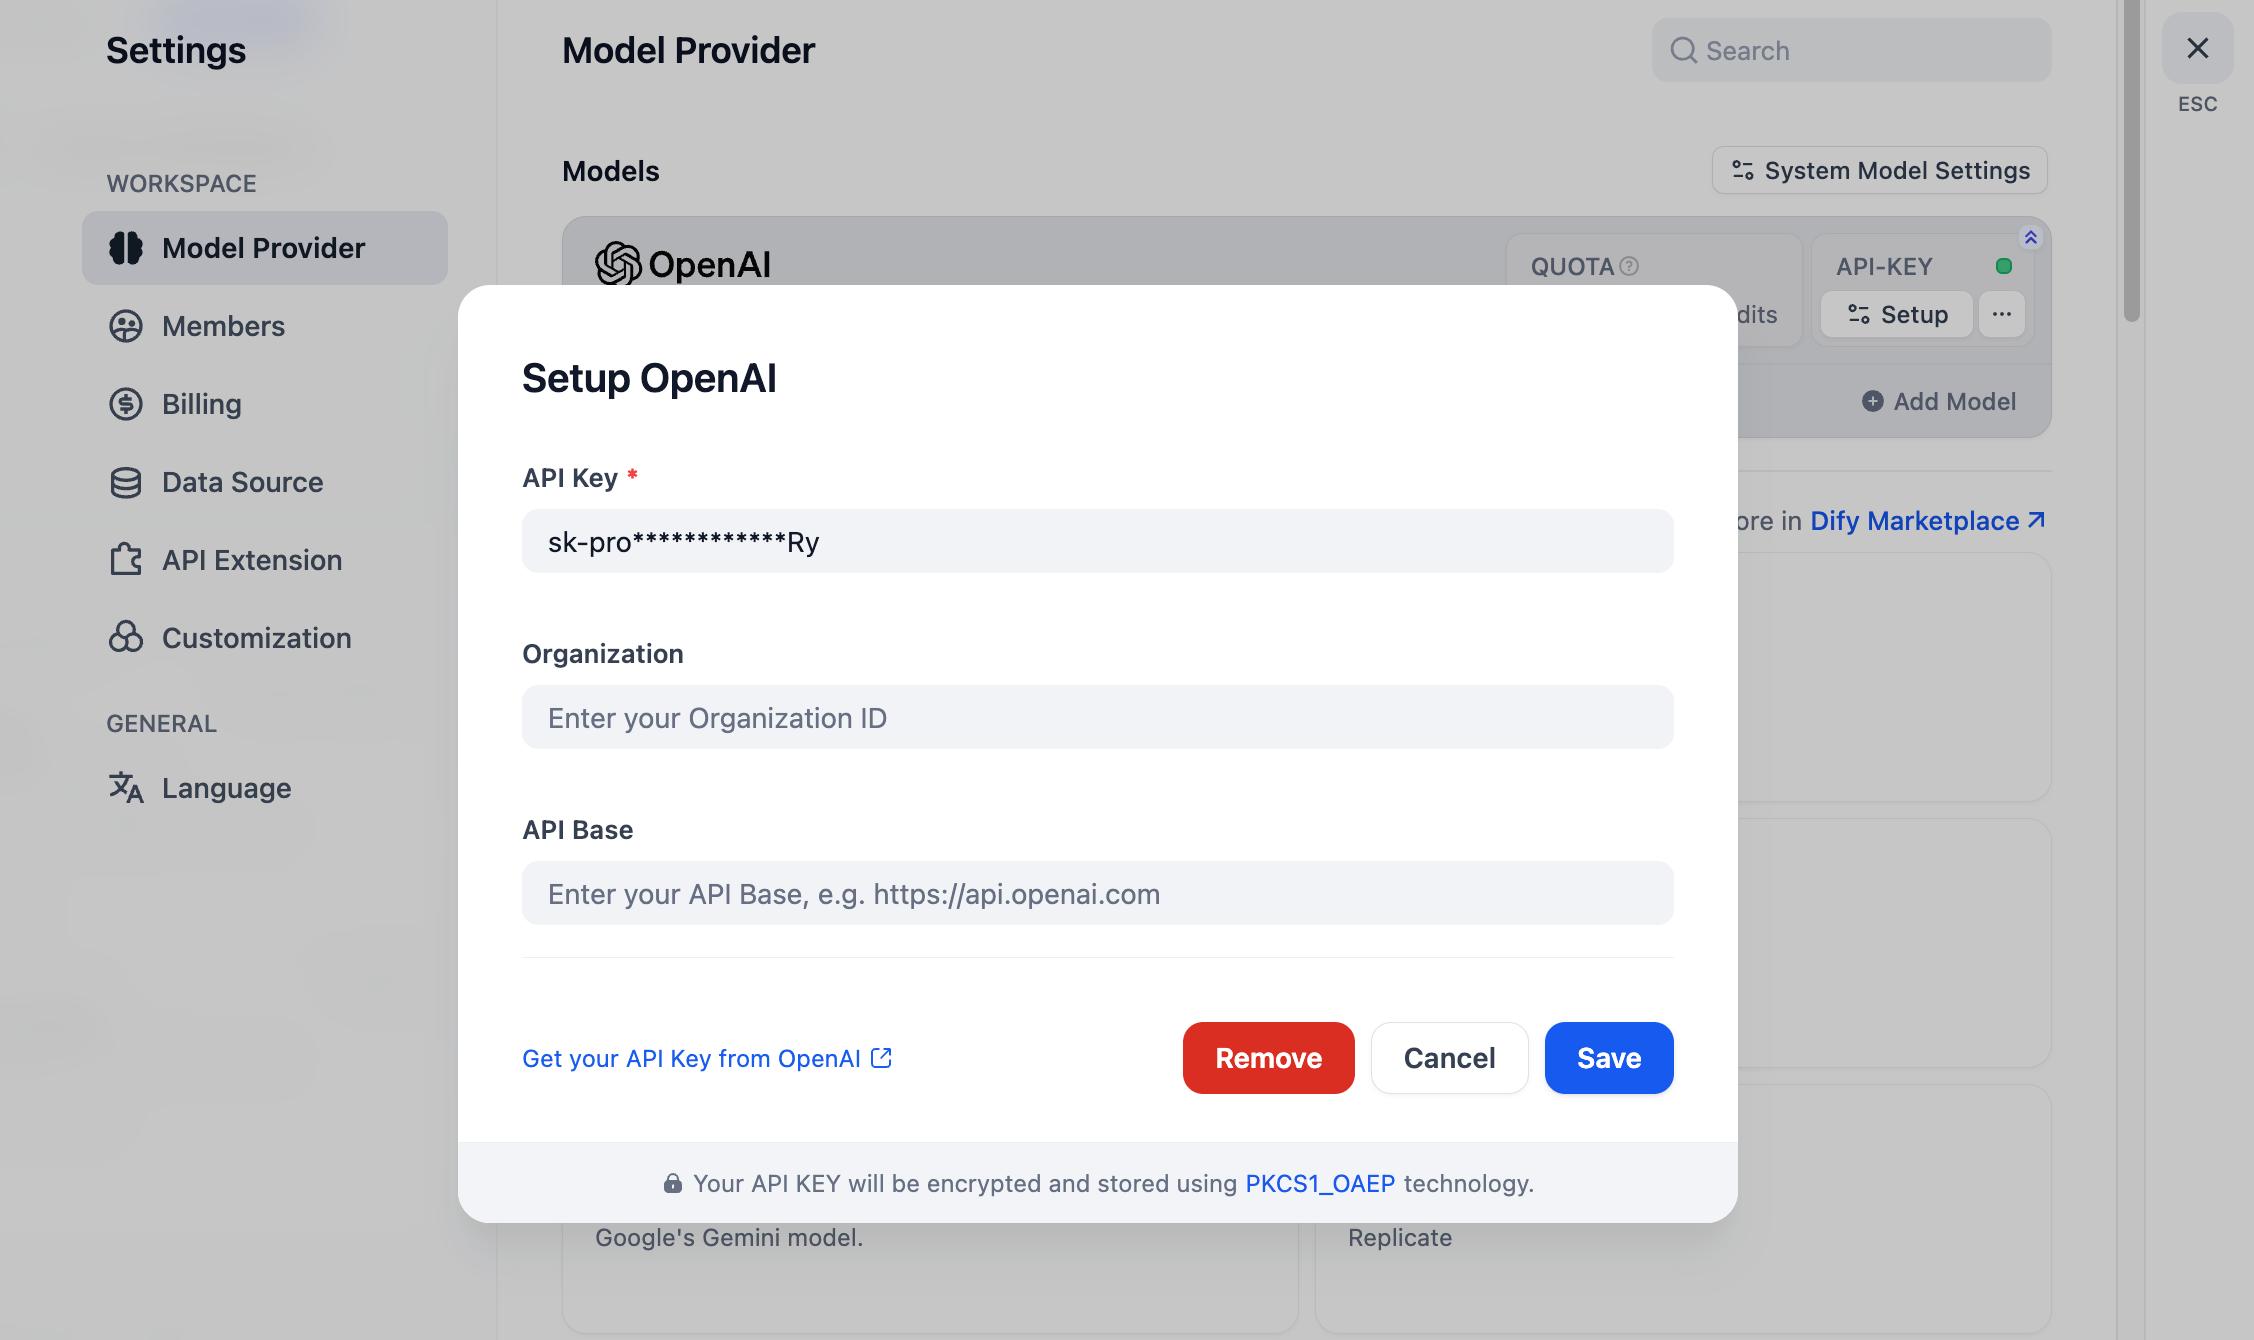 Settings
WORKSPACE
Model Provider
Members
Billing
Data Source
API Extension
Customization
GENERAL
Language
Model Provider
Search
ESC
Models
System Model Settings
OpenAI
QUOTA
API-KEY
dits
Setup
Add Model
ore in Dify Marketplace
Setup OpenAI
API Key *
sk-pro************Ry
Organization
Enter your Organization ID
API Base
Enter your API Base, e.g. https://api.openai.com
Get your API Key from OpenAI
Remove
Cancel
Save
Your API KEY will be encrypted and stored using PKCS1_OAEP technology.
Google's Gemini model.
Replicate